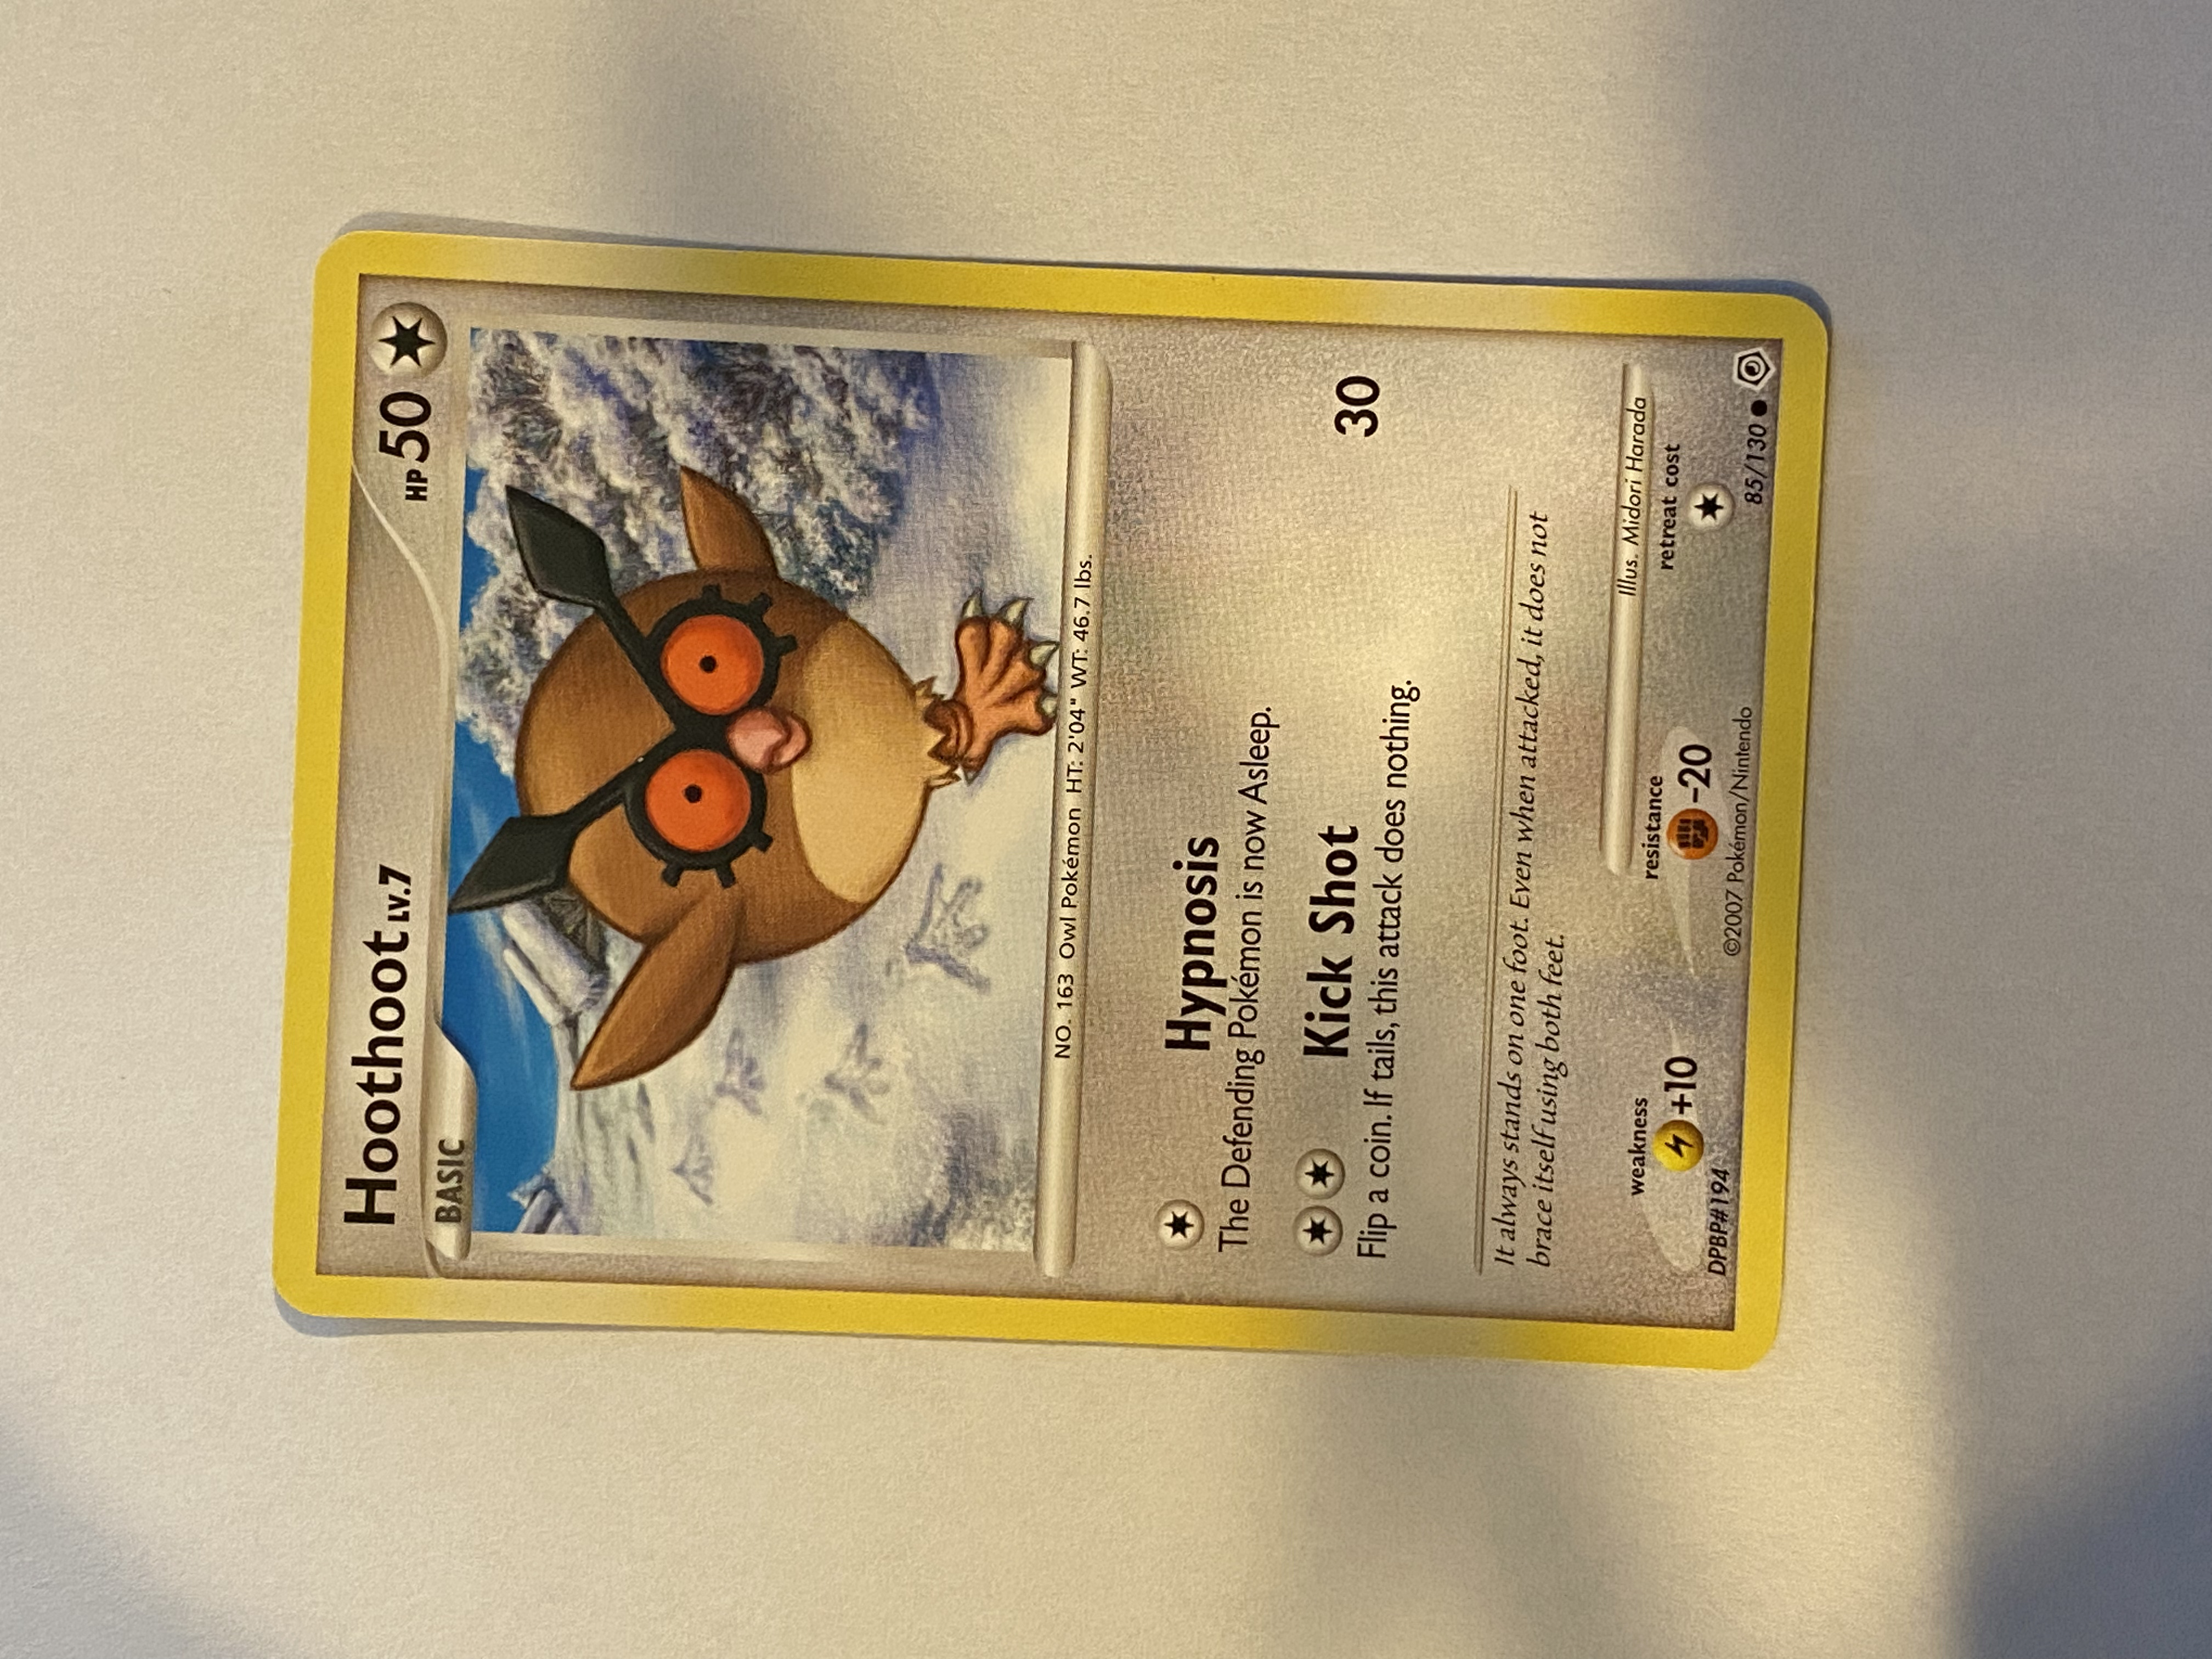 Hoothoot LV.7
HP 50
BASIC
NO. 163 Owl Pokémon HT: 2'04" WT: 46.7 lbs.
Hypnosis
The Defending Pokémon is now Asleep.
Kick Shot 30
Flip a coin. If tails, this attack does nothing.
It always stands on one foot. Even when attacked, it does not
brace itself using both feet.
Illus. Midori Harada
weakness resistance retreat cost
+10 -20
DPBP#194 ©2007 Pokémon/Nintendo 85/130